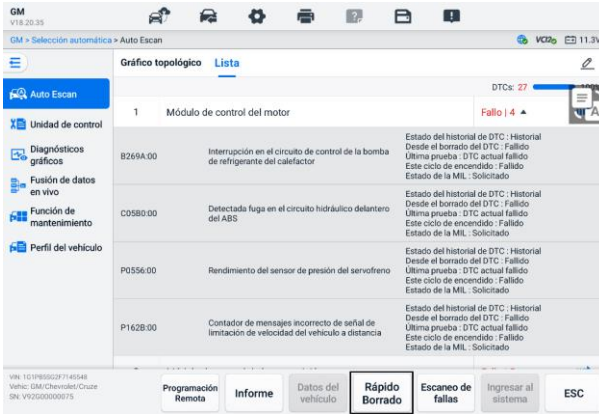 GM
V18.20.35
GM > Selección automática > Auto Escan
VCI
11.3V
Gráfico topológico Lista
DTCs: 27
Auto Escan
Unidad de control
Diagnósticos
gráficos
Fusión de datos
en vivo
Función de
mantenimiento
Perfil del vehículo
1 Módulo de control del motor Fallo | 4
B269A:00
Interrupción en el circuito de control de la bomba
de refrigerante del calefactor
Estado del historial de DTC : Historial
Desde el borrado del DTC : Fallido
Última prueba : DTC actual fallido
Este ciclo de encendido : Fallido
Estado de la MIL : Solicitado
C05B0:00
Detectada fuga en el circuito hidráulico delantero
del ABS
Estado del historial de DTC : Historial
Desde el borrado del DTC : Fallido
Última prueba : DTC actual fallido
Este ciclo de encendido : Fallido
Estado de la MIL : Solicitado
P0556:00
Rendimiento del sensor de presión del servofreno
Estado del historial de DTC : Historial
Desde el borrado del DTC : Fallido
Última prueba : DTC actual fallido
Este ciclo de encendido : Fallido
Estado de la MIL : Solicitado
P162B:00
Contador de mensajes incorrecto de señal de
limitación de velocidad del vehículo a distancia
Estado del historial de DTC : Historial
Desde el borrado del DTC : Fallido
Última prueba : DTC actual fallido
Este ciclo de encendido : Fallido
Estado de la MIL : Solicitado
Vehíc: GM/Chevrolet/Cruze
SN: V92G00000075
Programación
Remota
Informe
Datos del
vehículo
Rápido
Borrado
Escaneo de
fallas
Ingresar al
sistema
ESC